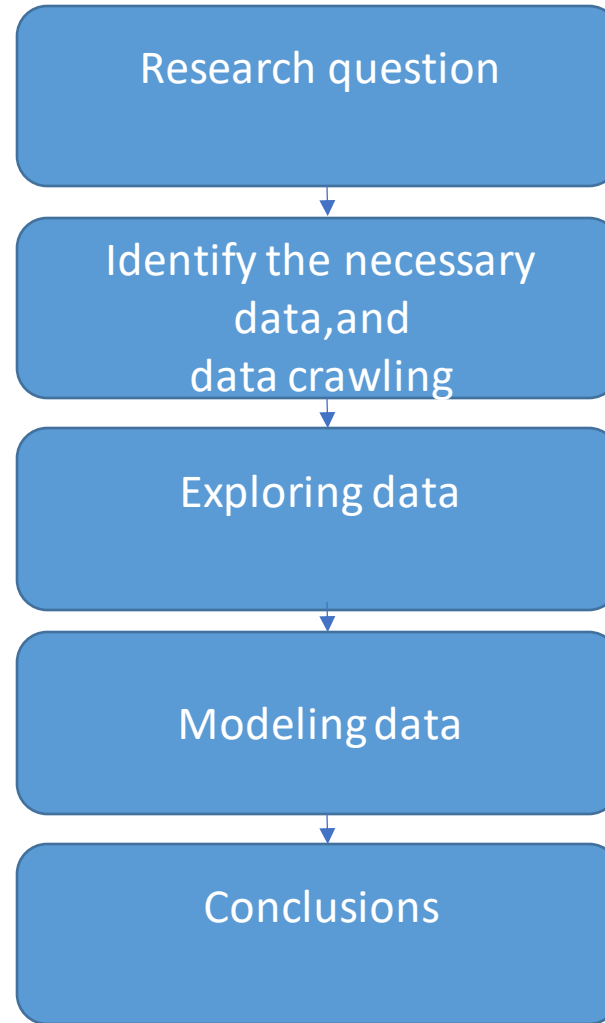 Research question
Identify the necessary
data,and
data crawling
Exploring data
Modeling data
Conclusions